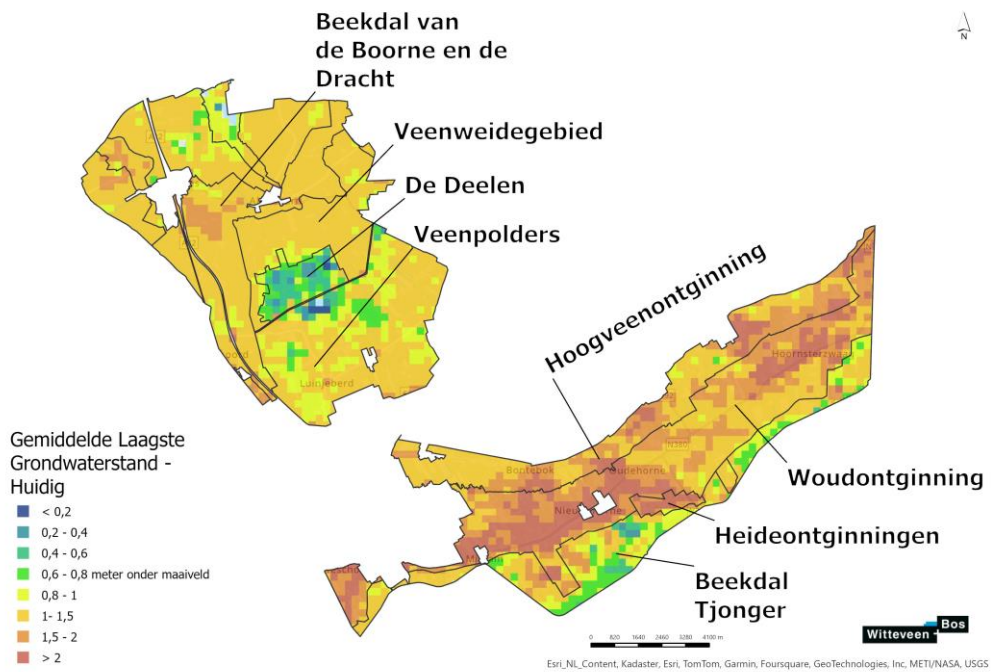 Beekdal van
de Boorne en de
Dracht
N
Veenweidegebied
De Deelen
Veenpolders
Luinjeberd
Hoogveenontginning
Hoornsterzwaag
N380
Bontebok
Oudehorne
Woudontginning
Heideontginningen
Beekdal
Tjonger
Gemiddelde Laagste
Grondwaterstand -
Huidig
< 0,2
0,2 - 0,4
0,4 - 0,6
0,6 - 0,8 meter onder maaiveld
0,8 - 1
1- 1,5
1,5 - 2
> 2
0 820 1640 2460 3280 4100 m
Witteveen + Bos
Esri_NL_Content, Kadaster, Esri, TomTom, Garmin, Foursquare, GeoTechnologies, Inc, METI/NASA, USGS